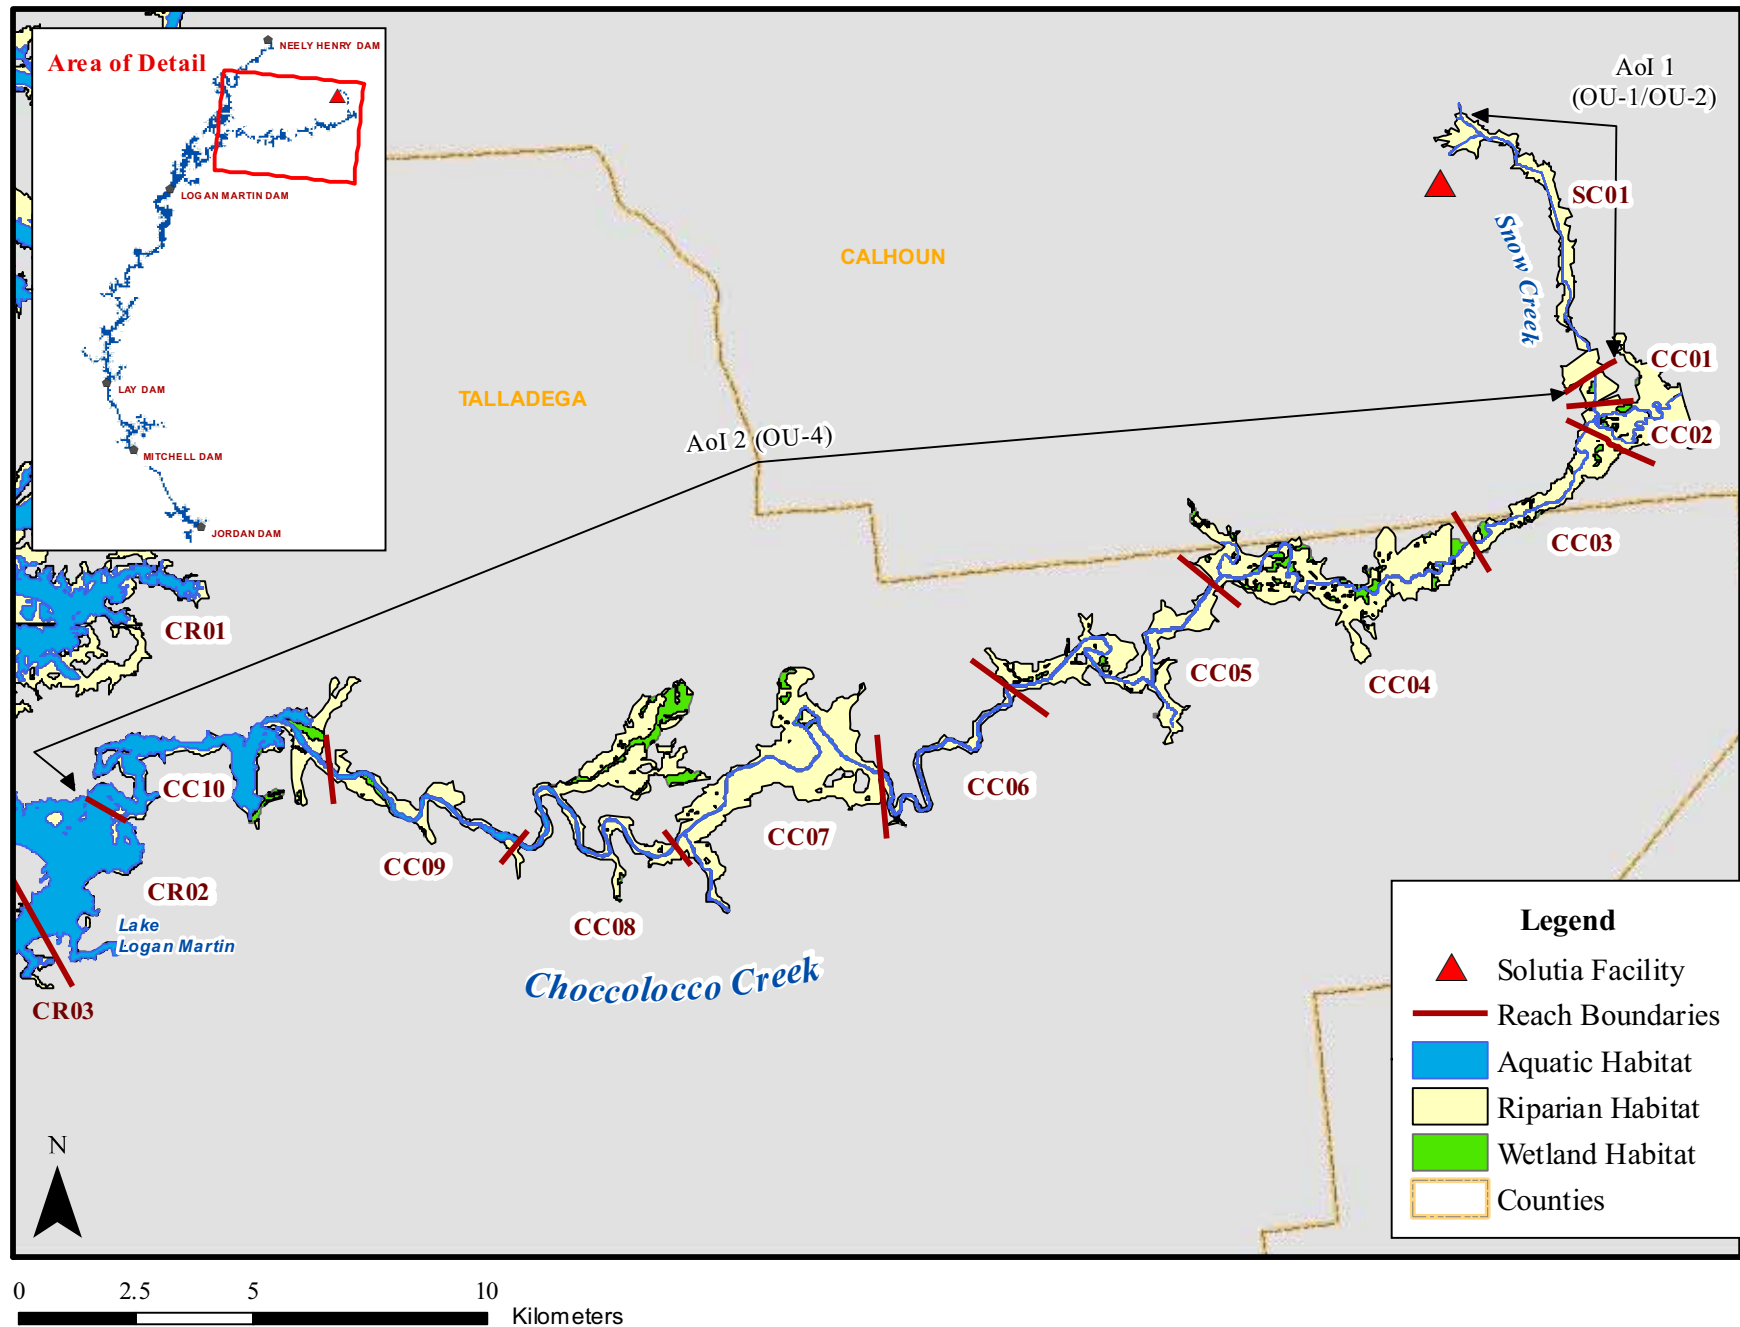 Area of Detail
NEELY HENRY DAM
LOGAN MARTIN DAM
LAY DAM
MITCHELL DAM
JORDAN DAM
AoI 1
(OU-1/OU-2)
SC01
Snow Creek
CALHOUN
TALLADEGA
AoI 2 (OU-4)
CC01
CC02
CC03
CC04
CC05
CC06
CC07
CC08
CC09
CC10
CR01
CR02
CR03
Lake
Logan Martin
Choccolocco Creek
Legend
Solutia Facility
Reach Boundaries
Aquatic Habitat
Riparian Habitat
Wetland Habitat
Counties
N
0 2.5 5 10
Kilometers